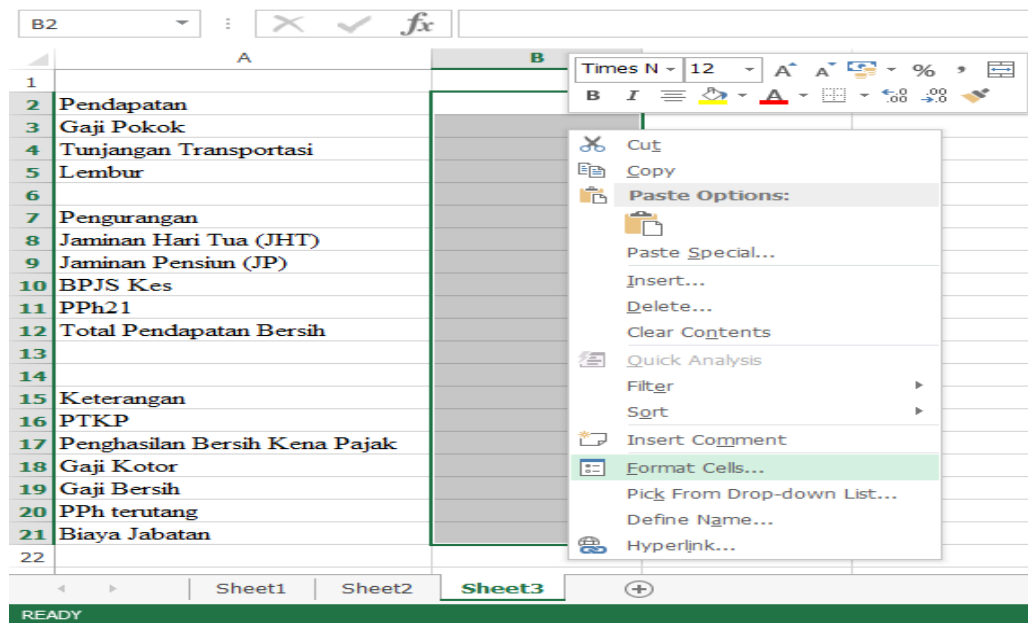 B2 fx
A B
Times N 12 A A % ,
B I A .00 .00
1
2 Pendapatan
3 Gaji Pokok
4 Tunjangan Transportasi
5 Lembur
6
7 Pengurangan
8 Jaminan Hari Tua (JHT)
9 Jaminan Pensiun (JP)
10 BPJS Kes
11 PPh21
12 Total Pendapatan Bersih
13
14
15 Keterangan
16 PTKP
17 Penghasilan Bersih Kena Pajak
18 Gaji Kotor
19 Gaji Bersih
20 PPh terutang
21 Biaya Jabatan
22
Cut
Copy
Paste Options:
Paste Special...
Insert...
Delete...
Clear Contents
Quick Analysis
Filter
Sort
Insert Comment
Format Cells...
Pick From Drop-down List...
Define Name...
Hyperlink...
Sheet1 Sheet2 Sheet3
READY